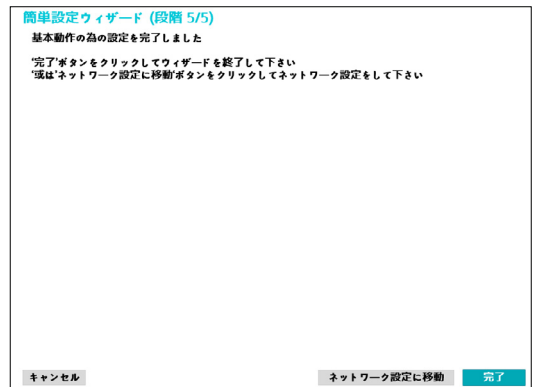 簡単設定ウィザード (段階 5/5)
基本動作の為の設定を完了しました
'完了'ボタンをクリックしてウィザードを終了して下さい
'或は'ネットワーク設定に移動'ボタンをクリックしてネットワーク設定をして下さい
キャンセル
ネットワーク設定に移動
完了